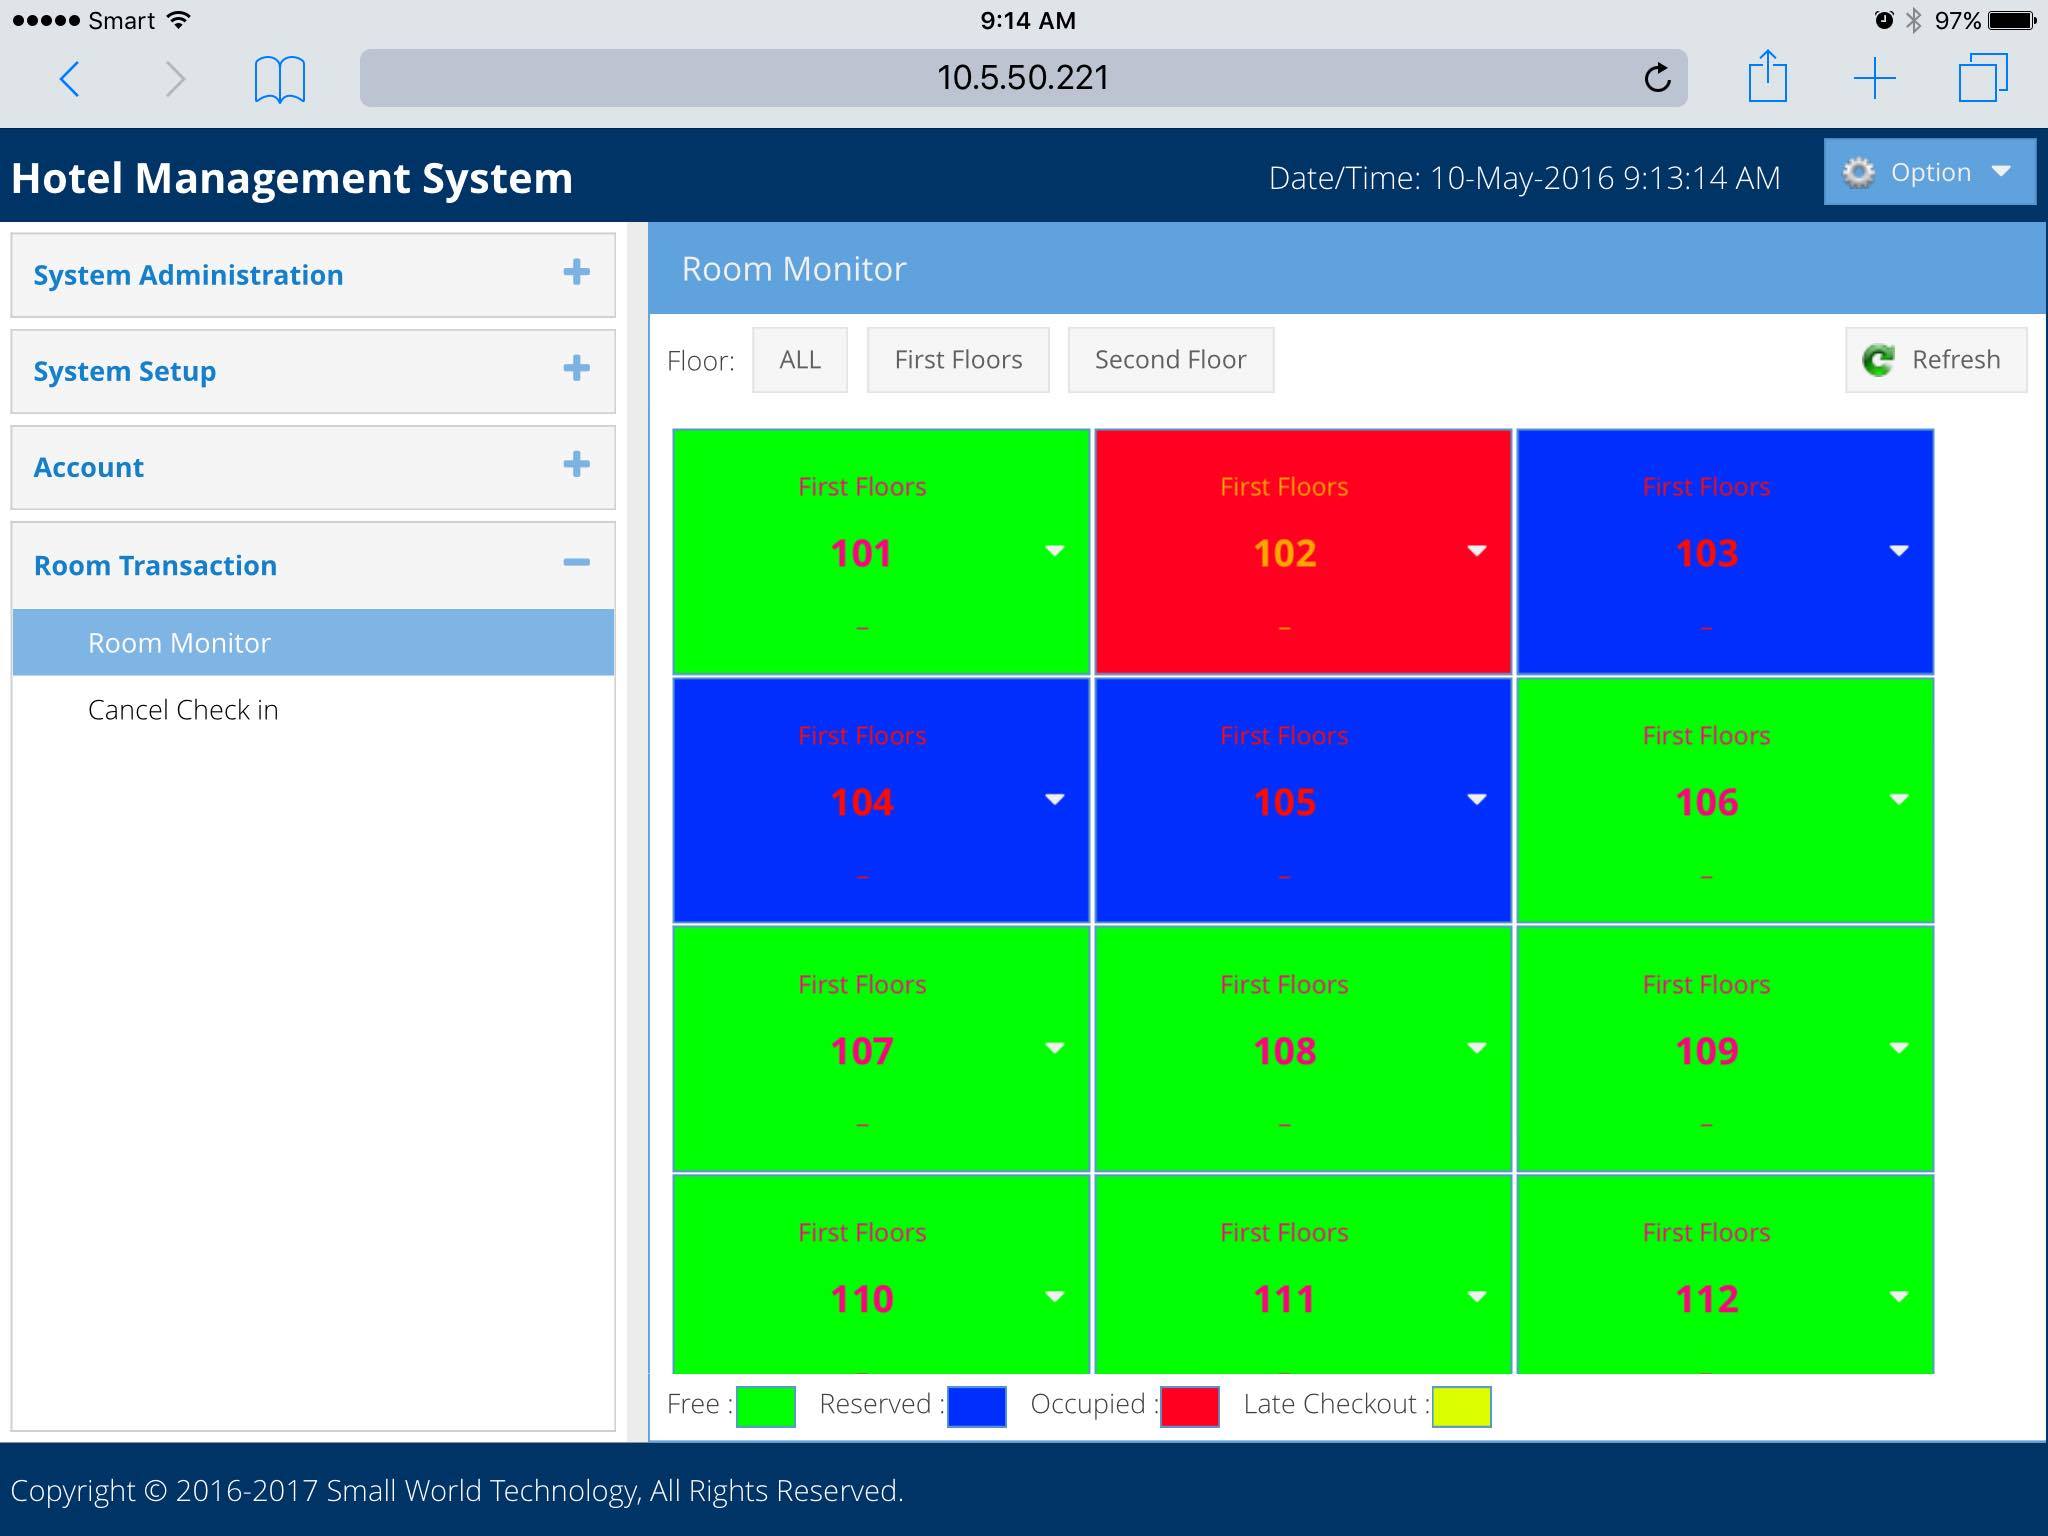 Smart 9:14 AM 97%
10.5.50.221
Hotel Management System Date/Time: 10-May-2016 9:13:14 AM Option
System Administration
System Setup
Account
Room Transaction
Room Monitor
Cancel Check in
Room Monitor
Floor: ALL First Floors Second Floor Refresh
First Floors First Floors First Floors
101 102 103
– – –
First Floors First Floors First Floors
104 105 106
– – –
First Floors First Floors First Floors
107 108 109
– – –
First Floors First Floors First Floors
110 111 112
Free : Reserved : Occupied : Late Checkout :
Copyright © 2016-2017 Small World Technology, All Rights Reserved.